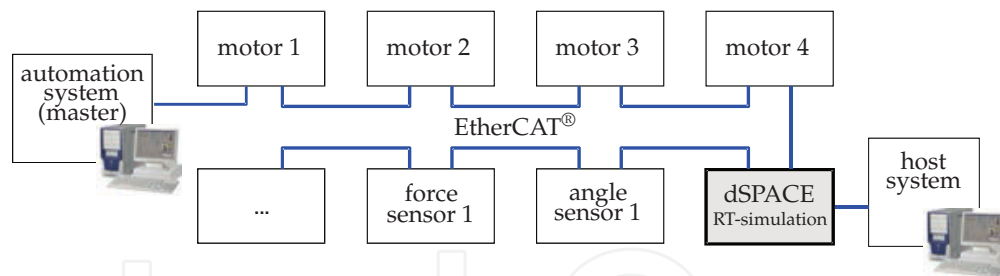 motor 1
motor 2
motor 3
motor 4
automation
system
(master)
EtherCAT®
...
force
sensor 1
angle
sensor 1
dSPACE
RT-simulation
host
system